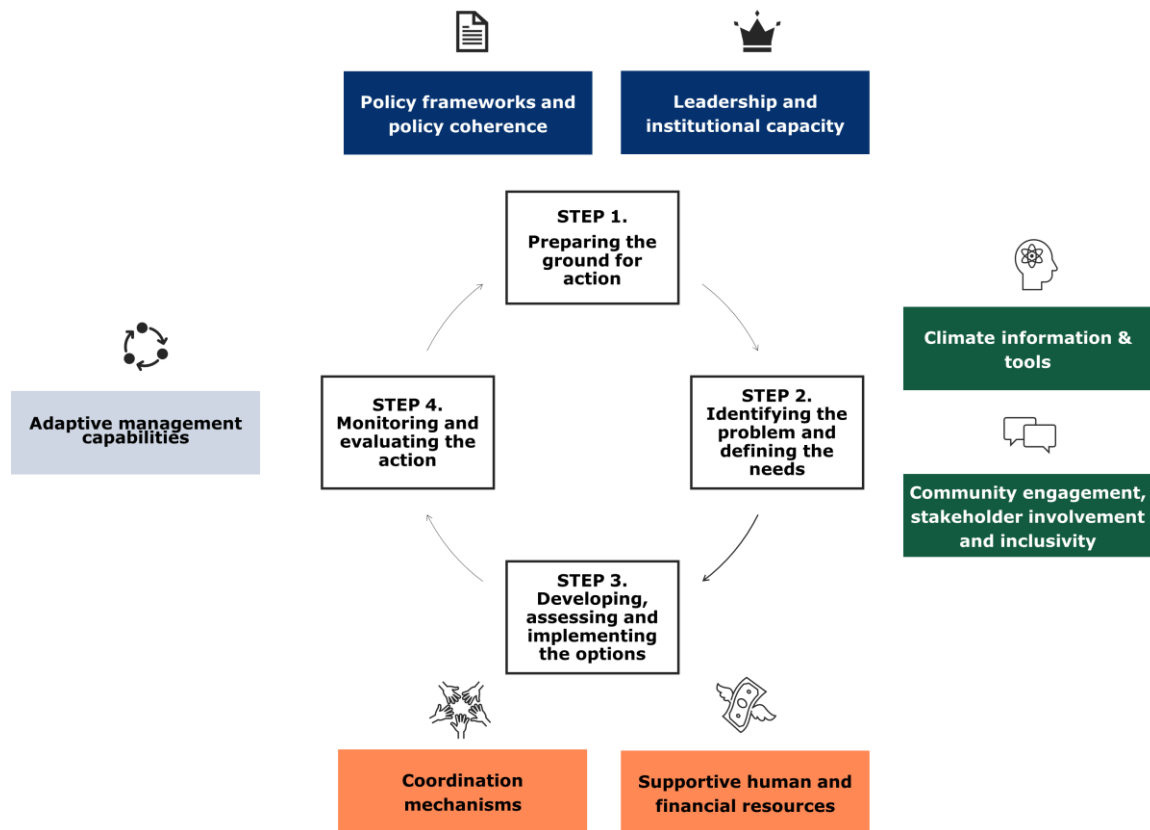 Policy frameworks and
policy coherence
Leadership and
institutional capacity
STEP 1.
Preparing the
ground for
action
Climate information &
tools
Adaptive management
capabilities
STEP 4.
Monitoring and
evaluating the
action
STEP 2.
Identifying the
problem and
defining the
needs
Community engagement,
stakeholder involvement
and inclusivity
STEP 3.
Developing,
assessing and
implementing
the options
Coordination
mechanisms
Supportive human and
financial resources